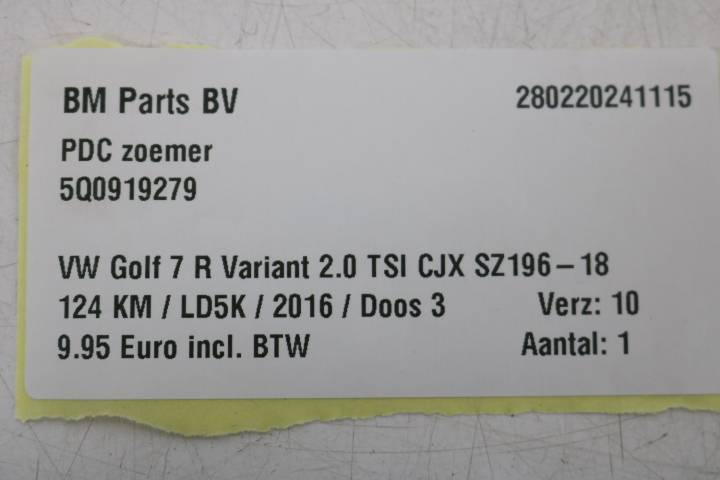 BM Parts BV 280220241115
PDC zoemer
5Q0919279
VW Golf 7 R Variant 2.0 TSI CJX SZ196-18
124 KM / LD5K / 2016 / Doos 3 Verz: 10
9.95 Euro incl. BTW Aantal: 1